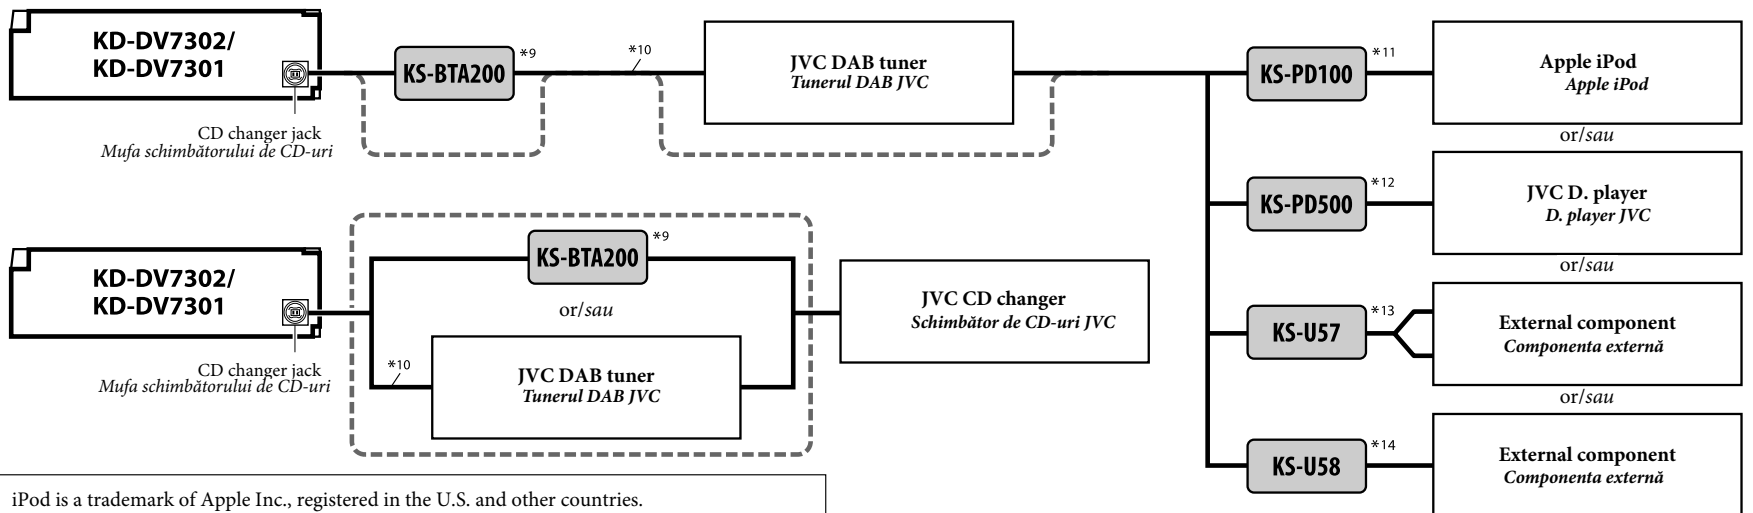 KD-DV7302/
KD-DV7301
CD changer jack
Mufa schimbătorului de CD-uri
KS-BTA200
*9
*10
JVC DAB tuner
Tunerul DAB JVC
KS-PD100
*11
Apple iPod
Apple iPod
or/sau
KS-PD500
*12
JVC D. player
D. player JVC
or/sau
KS-U57
*13
External component
Componenta externă
or/sau
KS-U58
*14
External component
Componenta externă
KD-DV7302/
KD-DV7301
CD changer jack
Mufa schimbătorului de CD-uri
KS-BTA200
*9
or/sau
*10
JVC DAB tuner
Tunerul DAB JVC
JVC CD changer
Schimbător de CD-uri JVC
iPod is a trademark of Apple Inc., registered in the U.S. and other countries.